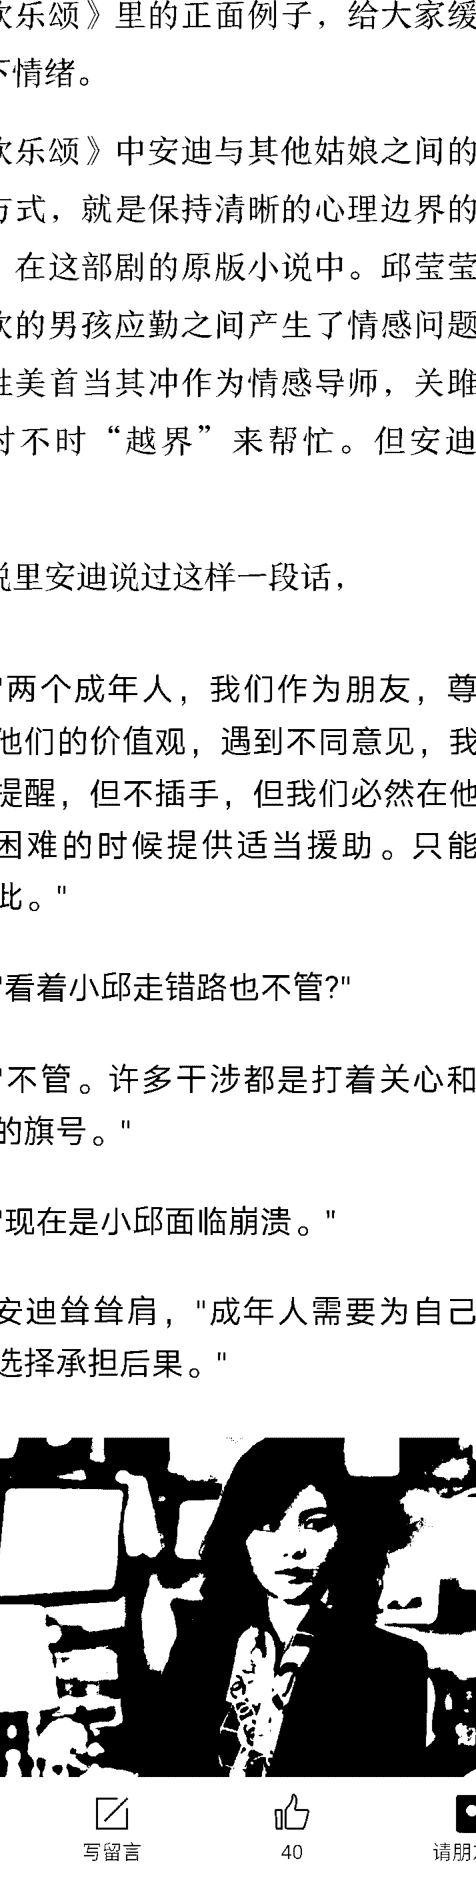 欢乐颂》里的正面例子，给大家缓
下情绪。
欢乐颂》中安迪与其他姑娘之间的
方式，就是保持清晰的心理边界的
在这部剧的原版小说中。邱莹莹
欢的男孩应勤之间产生了情感问题
胜美首当其冲作为情感导师，关雎
时不时“越界”来帮忙。但安迪
说里安迪说过这样一段话，
"两个成年人，我们作为朋友，尊
他们的价值观，遇到不同意见，我
提醒，但不插手，但我们必然在他
困难的时候提供适当援助。只能
此。"
"看着小邱走错路也不管?"
"不管。许多干涉都是打着关心和
的旗号。"
"现在是小邱面临崩溃。"
安迪耸耸肩，"成年人需要为自己
选择承担后果。"
写留言
40
请朋